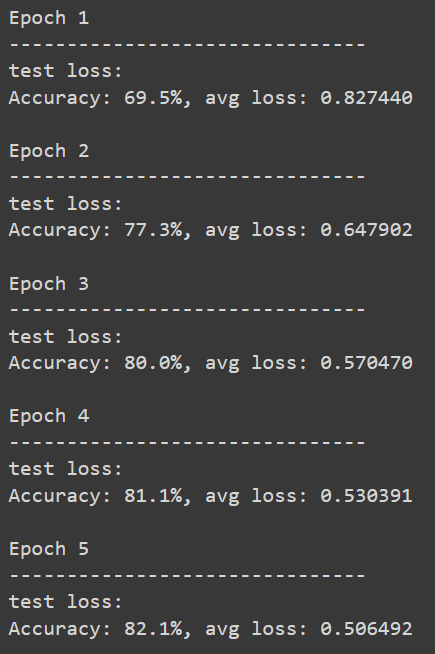 Epoch 1
-------------------------------
test loss:
Accuracy: 69.5%, avg loss: 0.827440

Epoch 2
-------------------------------
test loss:
Accuracy: 77.3%, avg loss: 0.647902

Epoch 3
-------------------------------
test loss:
Accuracy: 80.0%, avg loss: 0.570470

Epoch 4
-------------------------------
test loss:
Accuracy: 81.1%, avg loss: 0.530391

Epoch 5
-------------------------------
test loss:
Accuracy: 82.1%, avg loss: 0.506492